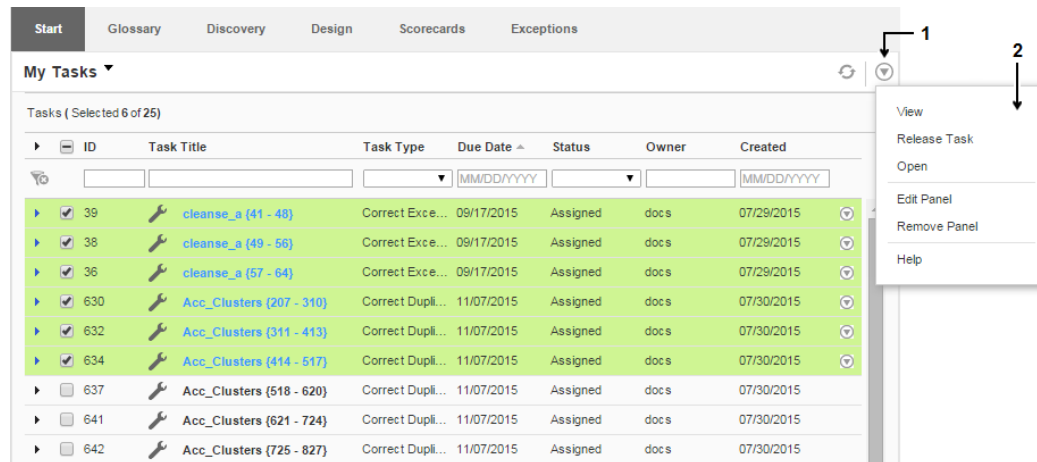 Start Glossary Discovery Design Scorecards Exceptions
1
2
My Tasks
Tasks ( Selected 6 of 25)
View
Release Task
Open
Edit Panel
Remove Panel
Help
ID Task Title Task Type Due Date Status Owner Created
MM/DD/YYYY MM/DD/YYYY
39 cleanse_a {41 - 48} Correct Exce... 09/17/2015 Assigned docs 07/29/2015
38 cleanse_a {49 - 56} Correct Exce... 09/17/2015 Assigned docs 07/29/2015
36 cleanse_a {57 - 64} Correct Exce... 09/17/2015 Assigned docs 07/29/2015
630 Acc_Clusters {207 - 310} Correct Dupli... 11/07/2015 Assigned docs 07/30/2015
632 Acc_Clusters {311 - 413} Correct Dupli... 11/07/2015 Assigned docs 07/30/2015
634 Acc_Clusters {414 - 517} Correct Dupli... 11/07/2015 Assigned docs 07/30/2015
637 Acc_Clusters {518 - 620} Correct Dupli... 11/07/2015 Assigned docs 07/30/2015
641 Acc_Clusters {621 - 724} Correct Dupli... 11/07/2015 Assigned docs 07/30/2015
642 Acc_Clusters {725 - 827} Correct Dupli... 11/07/2015 Assigned docs 07/30/2015